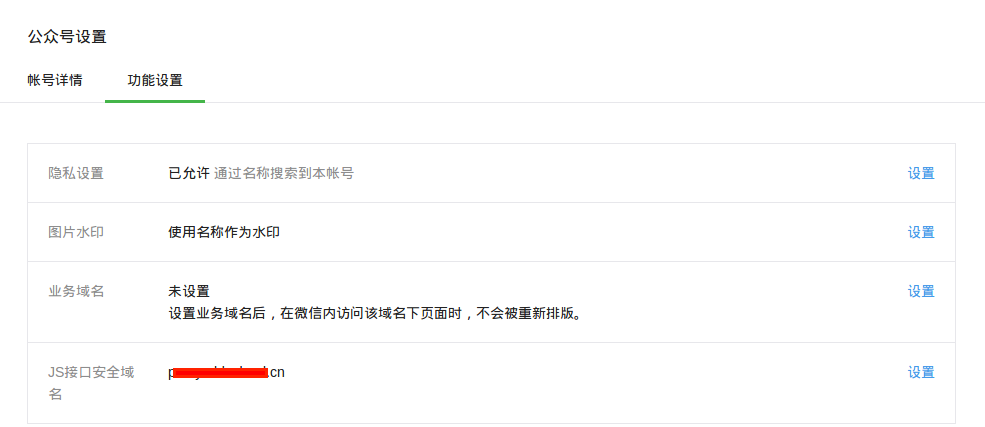 公众号设置
帐号详情 功能设置
隐私设置 已允许 通过名称搜索到本帐号 设置
图片水印 使用名称作为水印 设置
业务域名 未设置 设置
设置业务域名后，在微信内访问该域名下页面时，不会被重新排版。
JS接口安全域 .cn 设置
名